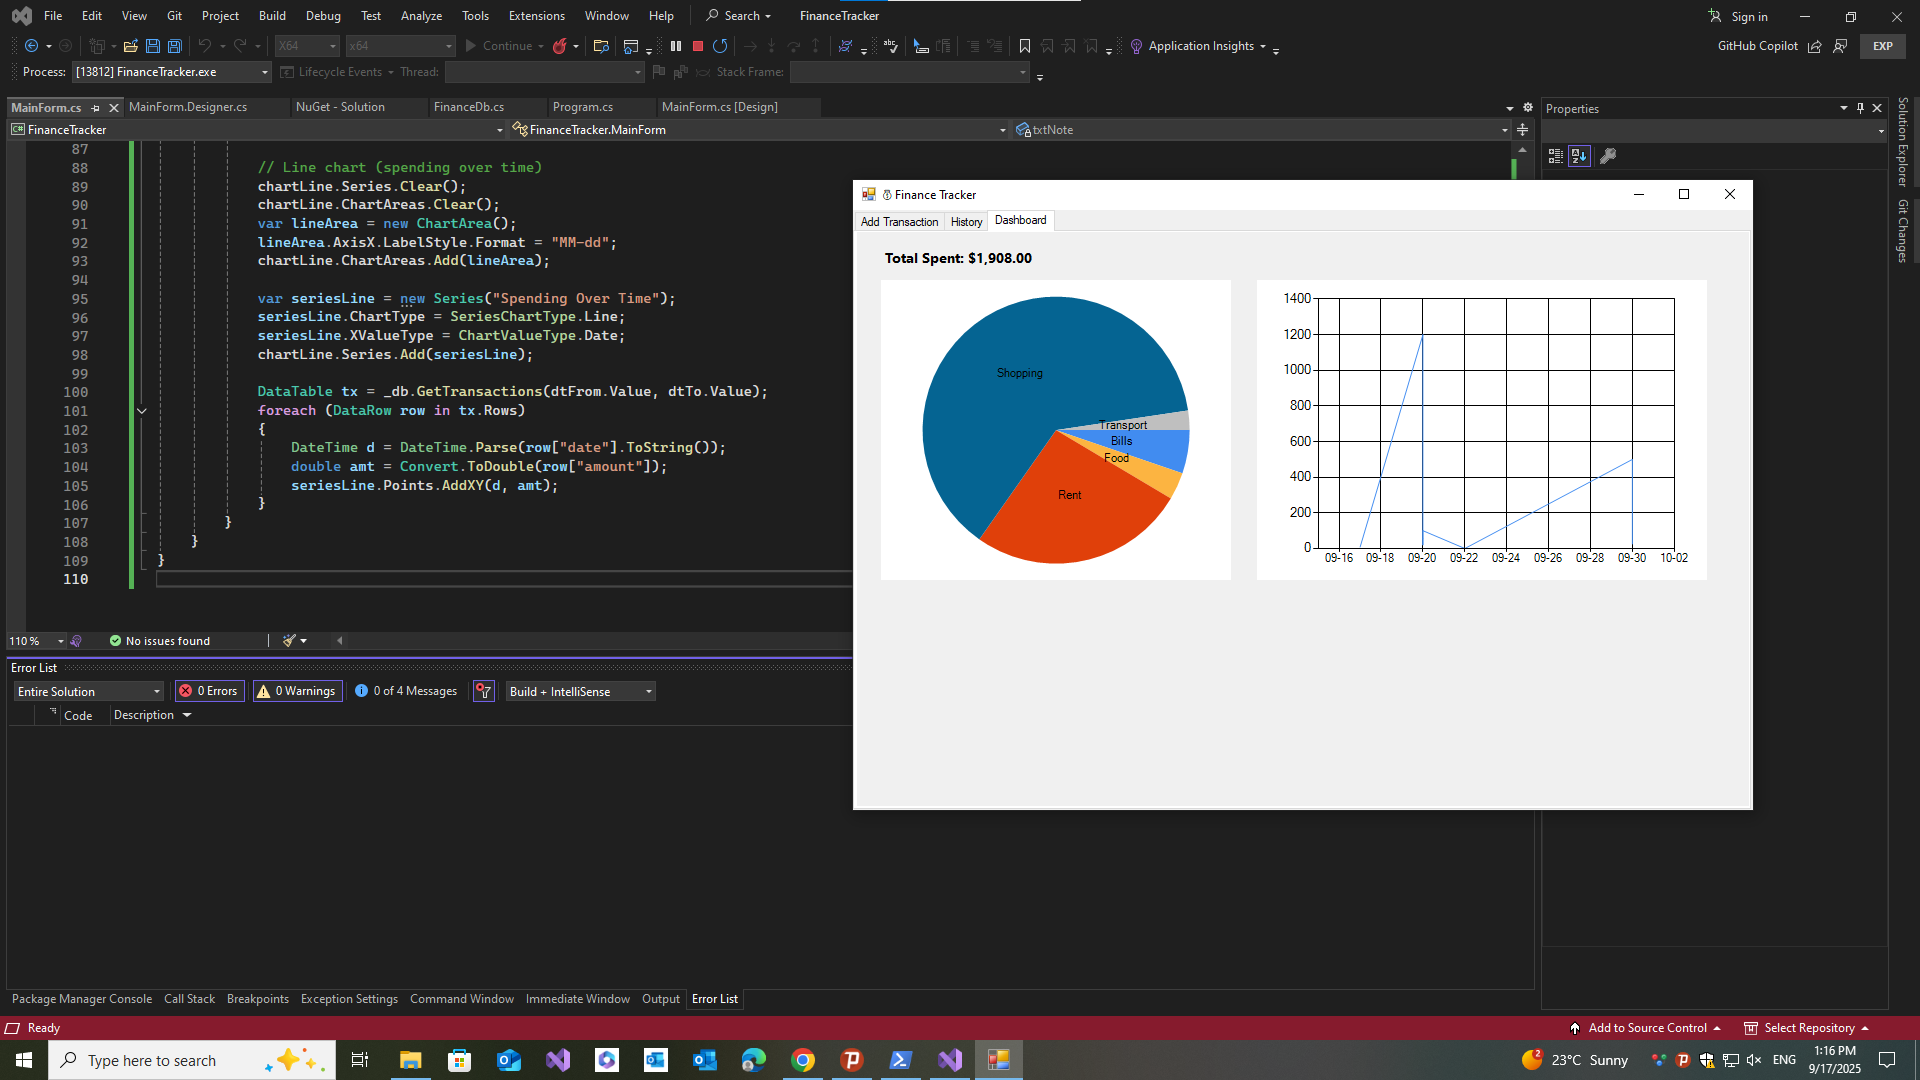 File Edit View Git Project Build Debug Test Analyze Tools Extensions Window Help Search FinanceTracker Sign in
X64 x64 Continue abc Application Insights GitHub Copilot EXP
Process: [13812] FinanceTracker.exe Lifecycle Events Thread: Stack Frame:
MainForm.cs MainForm.Designer.cs NuGet - Solution FinanceDb.cs Program.cs MainForm.cs [Design]
C# FinanceTracker FinanceTracker.MainForm txtNote
87
88 // Line chart (spending over time)
89 chartLine.Series.Clear();
90 chartLine.ChartAreas.Clear();
91 var lineArea = new ChartArea();
92 lineArea.AxisX.LabelStyle.Format = "MM-dd";
93 chartLine.ChartAreas.Add(lineArea);
94
95 var seriesLine = new Series("Spending Over Time");
96 seriesLine.ChartType = SeriesChartType.Line;
97 seriesLine.XValueType = ChartValueType.Date;
98 chartLine.Series.Add(seriesLine);
99
100 DataTable tx = _db.GetTransactions(dtFrom.Value, dtTo.Value);
101 foreach (DataRow row in tx.Rows)
102 {
103 DateTime d = DateTime.Parse(row["date"].ToString());
104 double amt = Convert.ToDouble(row["amount"]);
105 seriesLine.Points.AddXY(d, amt);
106 }
107 }
108 }
109 }
110
110 % No issues found
Error List
Entire Solution 0 Errors 0 Warnings 0 of 4 Messages Build + IntelliSense
Code Description
Package Manager Console Call Stack Breakpoints Exception Settings Command Window Immediate Window Output Error List
Finance Tracker
Add Transaction History Dashboard
Total Spent: $1,908.00
Shopping
Transport
Bills
Food
Rent
1400
1200
1000
800
600
400
200
0
09-16 09-18 09-20 09-22 09-24 09-26 09-28 09-30 10-02
Properties
Solution Explorer
Git Changes
Ready Add to Source Control Select Repository
Type here to search 2 23°C Sunny ENG 1:16 PM
9/17/2025